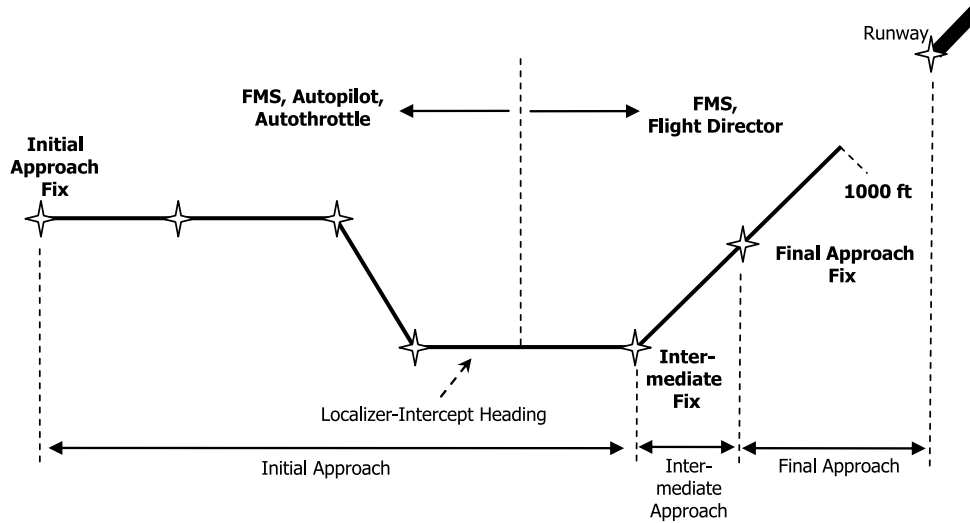 Runway
FMS, Autopilot,
Autothrottle
FMS,
Flight Director
Initial
Approach
Fix
1000 ft
Final Approach
Fix
Inter-
mediate
Fix
Localizer-Intercept Heading
Initial Approach
Inter-
mediate
Approach
Final Approach